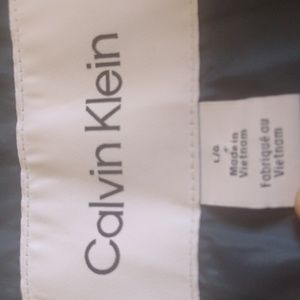 Calvin Klein
L/G
+
Made in
Vietnam
Fabriqué au
Vietnam